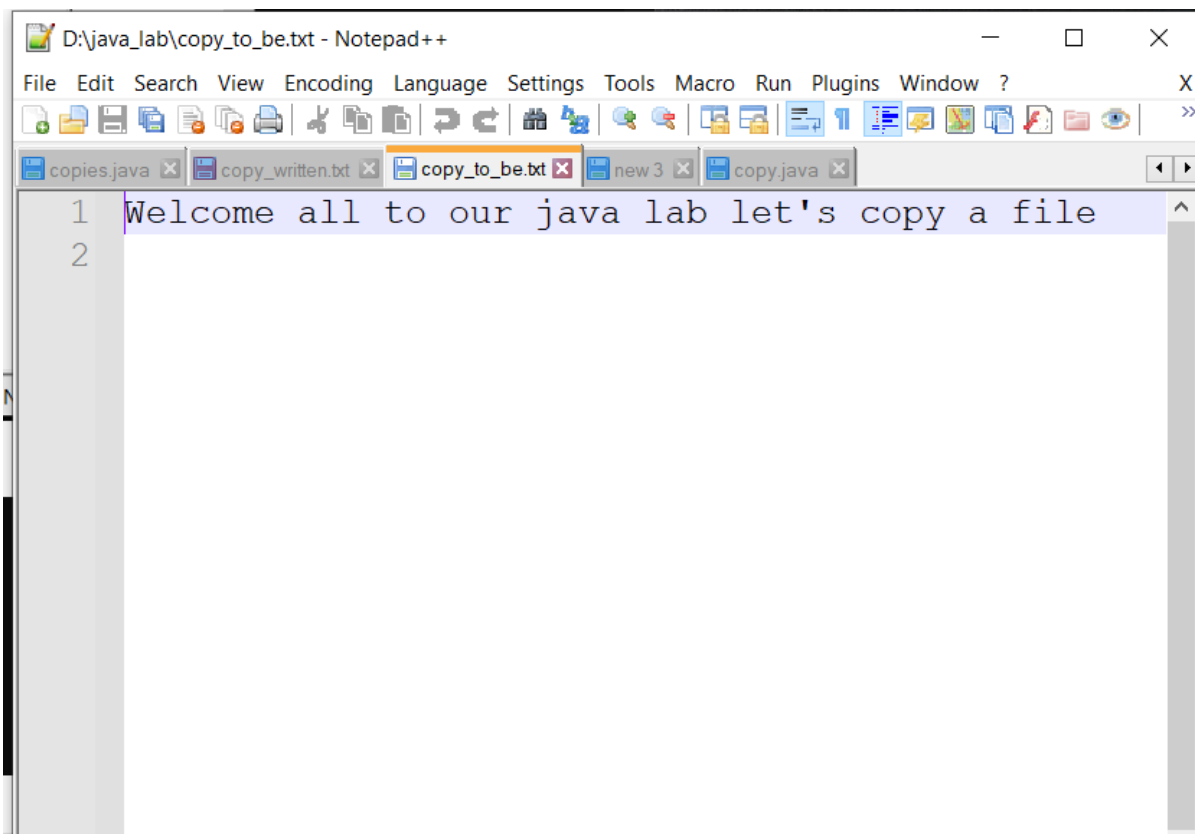 D:\java_lab\copy_to_be.txt - Notepad++
File Edit Search View Encoding Language Settings Tools Macro Run Plugins Window ? X
copies.java copy_written.txt copy_to_be.txt new 3 copy.java
1 Welcome all to our java lab let's copy a file
2
N